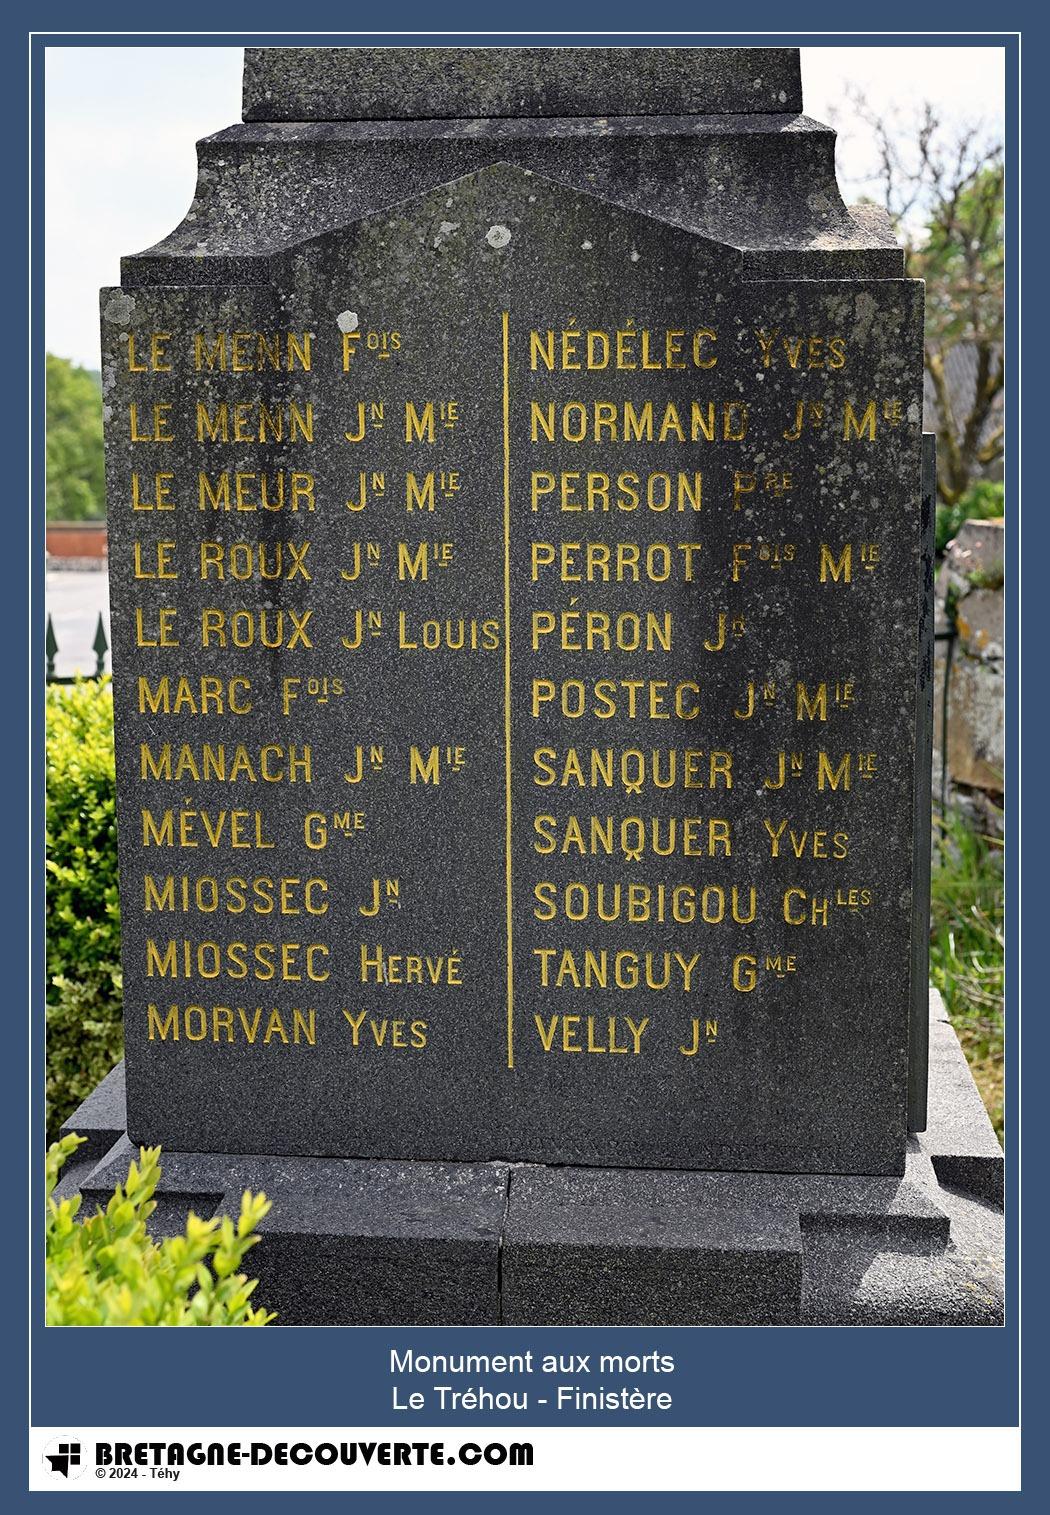 LE MENN Fois
LE MENN Jn Mie
LE MEUR Jn Mie
LE ROUX Jn Mie
LE ROUX Jn Louis
MARC Fois
MANACH Jn Mie
MÉVEL Gme
MIOSSEC Jn
MIOSSEC Hervé
MORVAN Yves
NÉDÉLEC Yves
NORMAND Jn Mie
PERSON Pre
PERROT Fois Mie
PÉRON Jn
POSTEC Jn Mie
SANQUER Jn Mie
SANQUER Yves
SOUBIGOU Chles
TANGUY Gme
VELLY Jn
Monument aux morts
Le Tréhou - Finistère
BRETAGNE-DECOUVERTE.COM
© 2024 - Téhy